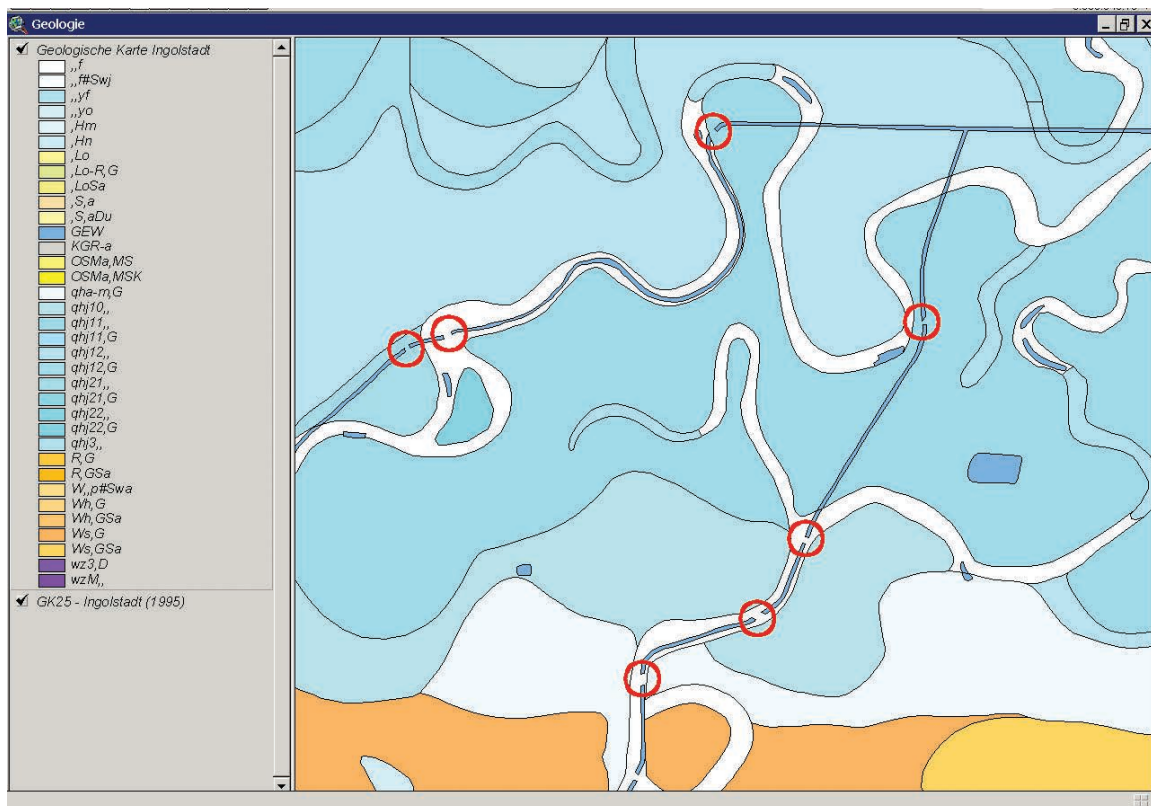 Geologie
Geologische Karte Ingolstadt
,,f
,,f#Swj
,,yf
,,yo
,Hm
,Hn
,Lo
,Lo-R,G
,LoSa
,S,a
,S,aDu
GEW
KGR-a
OSMa,MS
OSMa,MSK
qha-m,G
qhj10,,
qhj11,,
qhj11,G
qhj12,,
qhj12,G
qhj21,,
qhj21,G
qhj22,,
qhj22,G
qhj3,,
R,G
R,GSa
W,,p#Swa
Wh,G
Wh,GSa
Ws,G
Ws,GSa
wz3,D
wzM,,
GK25 - Ingolstadt (1995)